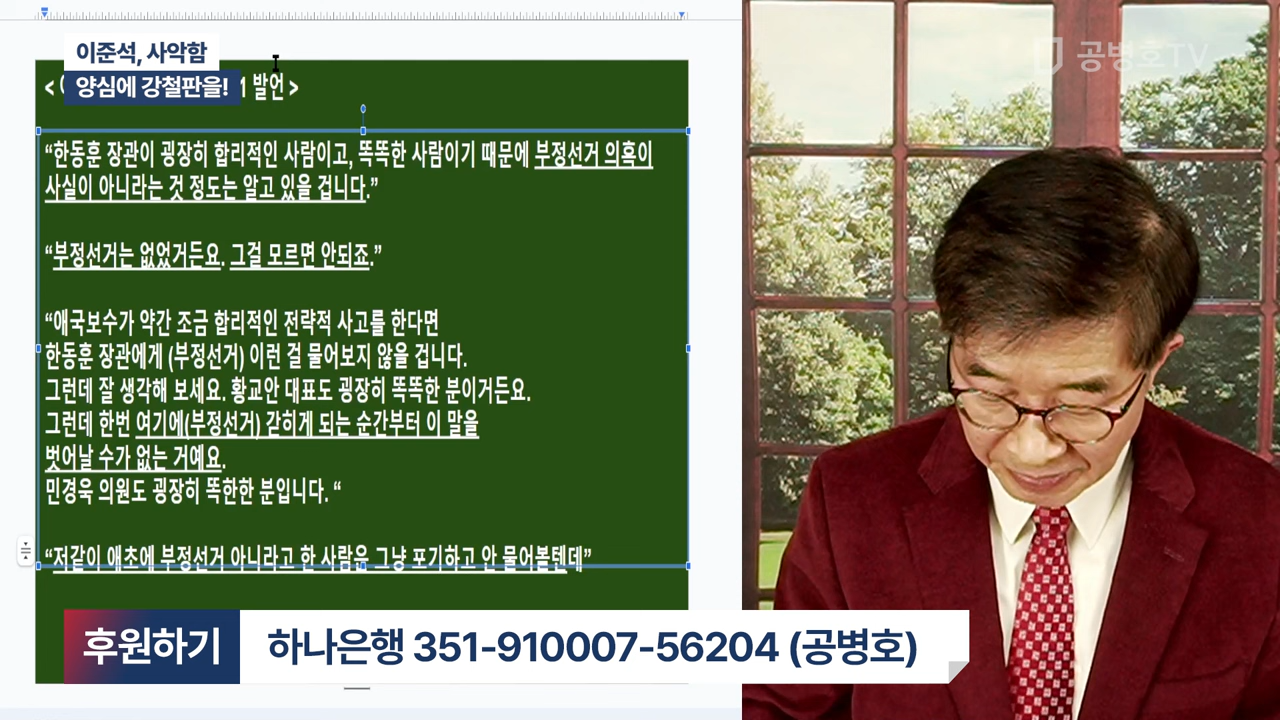 공병호TV
이준석, 사악함
양심에 강철판을!
< 1 발언 >
“한동훈 장관이 굉장히 합리적인 사람이고, 똑똑한 사람이기 때문에 부정선거 의혹이
사실이 아니라는 것 정도는 알고 있을 겁니다.”
“부정선거는 없었거든요. 그걸 모르면 안되죠.”
“애국보수가 약간 조금 합리적인 전략적 사고를 한다면
한동훈 장관에게 (부정선거) 이런 걸 물어보지 않을 겁니다.
그런데 잘 생각해 보세요. 황교안 대표도 굉장히 똑똑한 분이거든요.
그런데 한번 여기에(부정선거) 갇히게 되는 순간부터 이 말을
벗어날 수가 없는 거예요.
민경욱 의원도 굉장히 똑한한 분입니다. “
“저같이 애초에 부정선거 아니라고 한 사람은 그냥 포기하고 안 물어볼텐데”
후원하기
하나은행 351-910007-56204 (공병호)